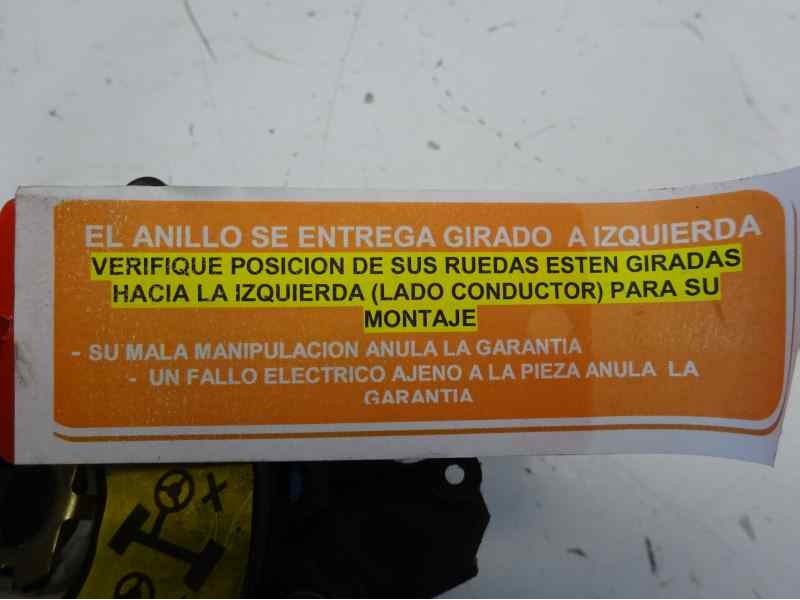 EL ANILLO SE ENTREGA GIRADO A IZQUIERDA
VERIFIQUE POSICION DE SUS RUEDAS ESTEN GIRADAS
HACIA LA IZQUIERDA (LADO CONDUCTOR) PARA SU
MONTAJE
- SU MALA MANIPULACION ANULA LA GARANTIA
- UN FALLO ELECTRICO AJENO A LA PIEZA ANULA LA
GARANTIA
X